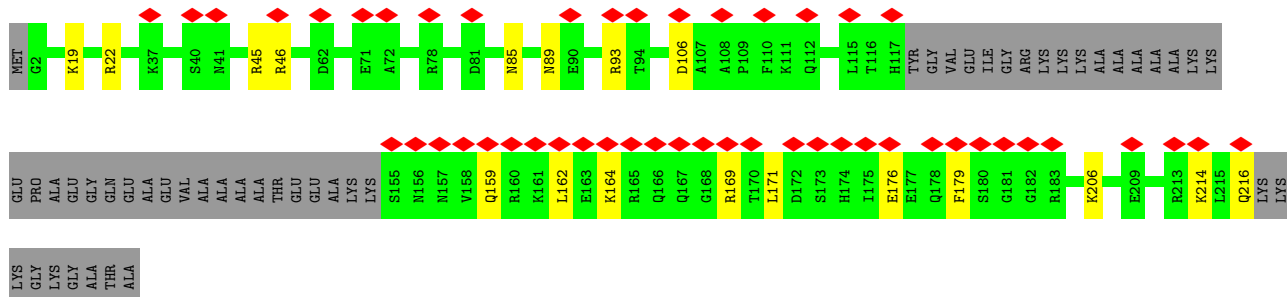 MET G2 K19 R22 K37 S40 N41 R45 R46 D62 E71 A72 R78 D81 N85 N89 E90 R93 T94 D106 A107 A108 P109 F110 K111 Q112 L115 T116 H117 TYR GLY VAL GLU ILE GLY ARG LYS LYS LYS ALA ALA ALA ALA ALA LYS LYS
GLU PRO ALA GLU GLY GLN GLU ALA GLU VAL ALA ALA ALA ALA THR GLU GLU ALA LYS LYS S155 N156 N157 V158 Q159 R160 K161 L162 E163 K164 R165 Q166 Q167 G168 R169 T170 L171 D172 S173 H174 I175 E176 E177 Q178 F179 S180 G181 G182 R183 K206 E209 R213 K214 L215 Q216 LYS LYS
LYS GLY LYS GLY ALA THR ALA